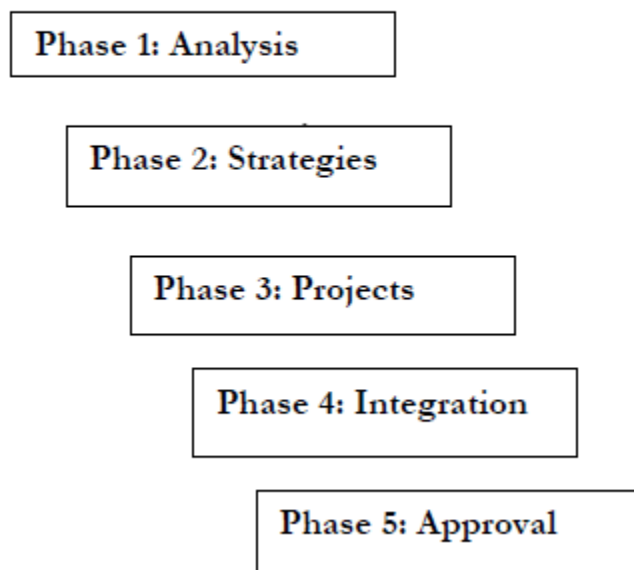 Phase 1: Analysis
Phase 2: Strategies
Phase 3: Projects
Phase 4: Integration
Phase 5: Approval